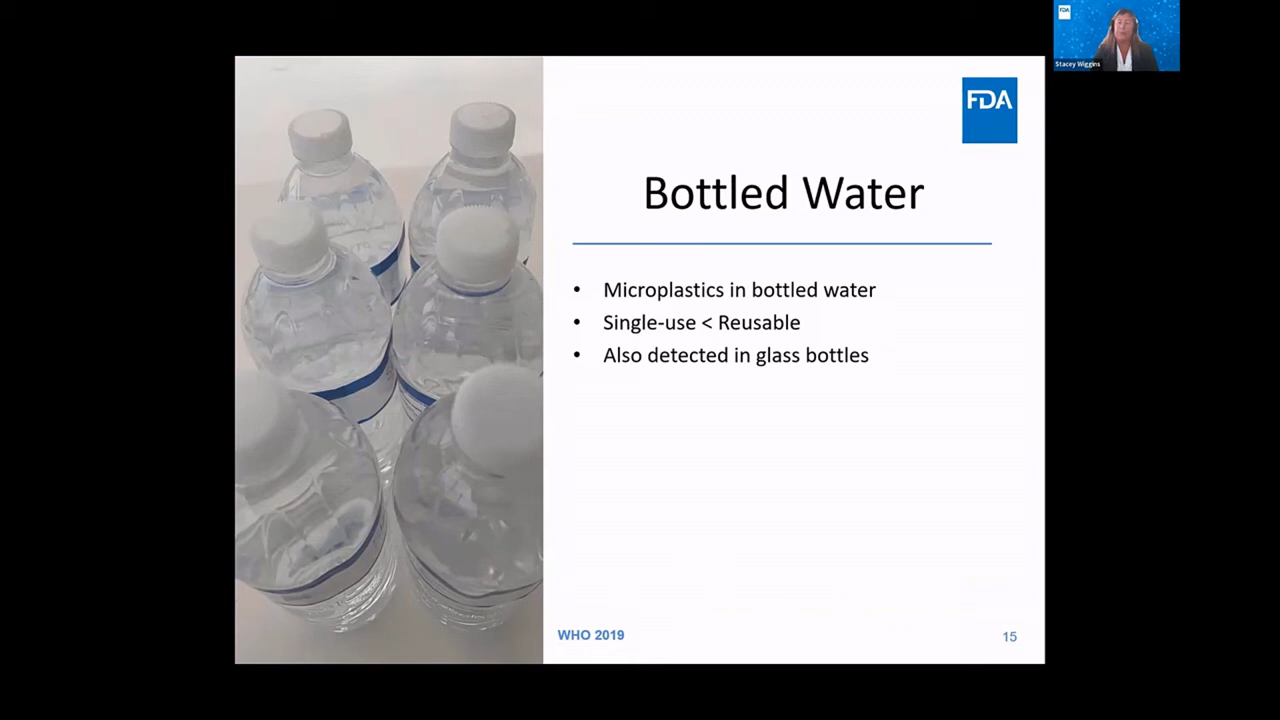 FDA
Stacey Wiggins
FDA
Bottled Water
• Microplastics in bottled water
• Single-use < Reusable
• Also detected in glass bottles
WHO 2019
15